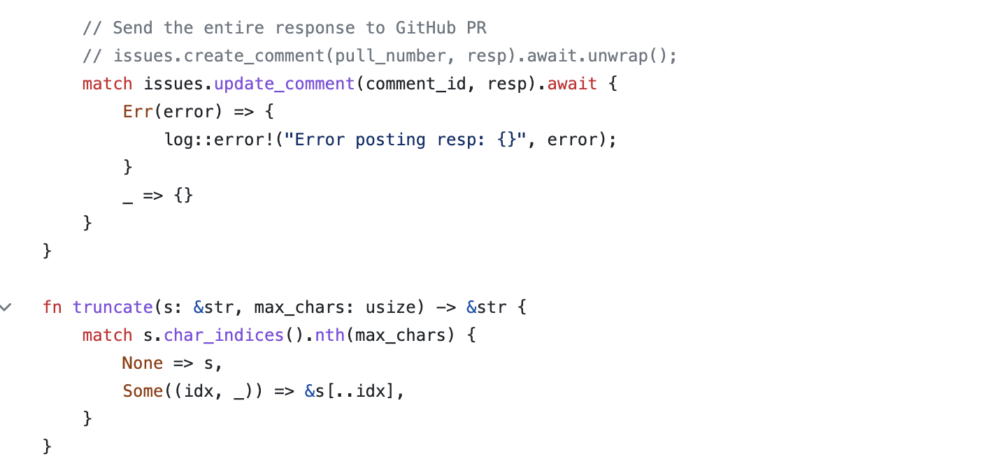 // Send the entire response to GitHub PR
// issues.create_comment(pull_number, resp).await.unwrap();
match issues.update_comment(comment_id, resp).await {
Err(error) => {
log::error!("Error posting resp: {}", error);
}
_ => {}
}
}
fn truncate(s: &str, max_chars: usize) -> &str {
match s.char_indices().nth(max_chars) {
None => s,
Some((idx, _)) => &s[..idx],
}
}